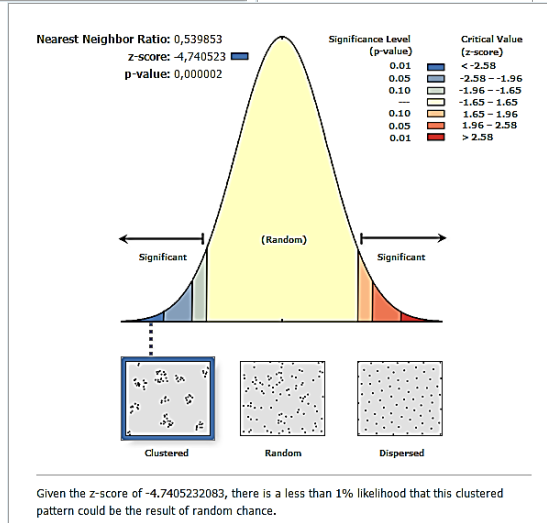 Nearest Neighbor Ratio: 0,539853
z-score: -4,740523
p-value: 0,000002
Significance Level
(p-value)
Critical Value
(z-score)
0.01 < -2.58
0.05 -2.58 – -1.96
0.10 -1.96 – -1.65
--- -1.65 - 1.65
0.10 1.65 – 1.96
0.05 1.96 – 2.58
0.01 > 2.58
(Random)
Significant
Significant
Clustered
Random
Dispersed
Given the z-score of -4.7405232083, there is a less than 1% likelihood that this clustered
pattern could be the result of random chance.